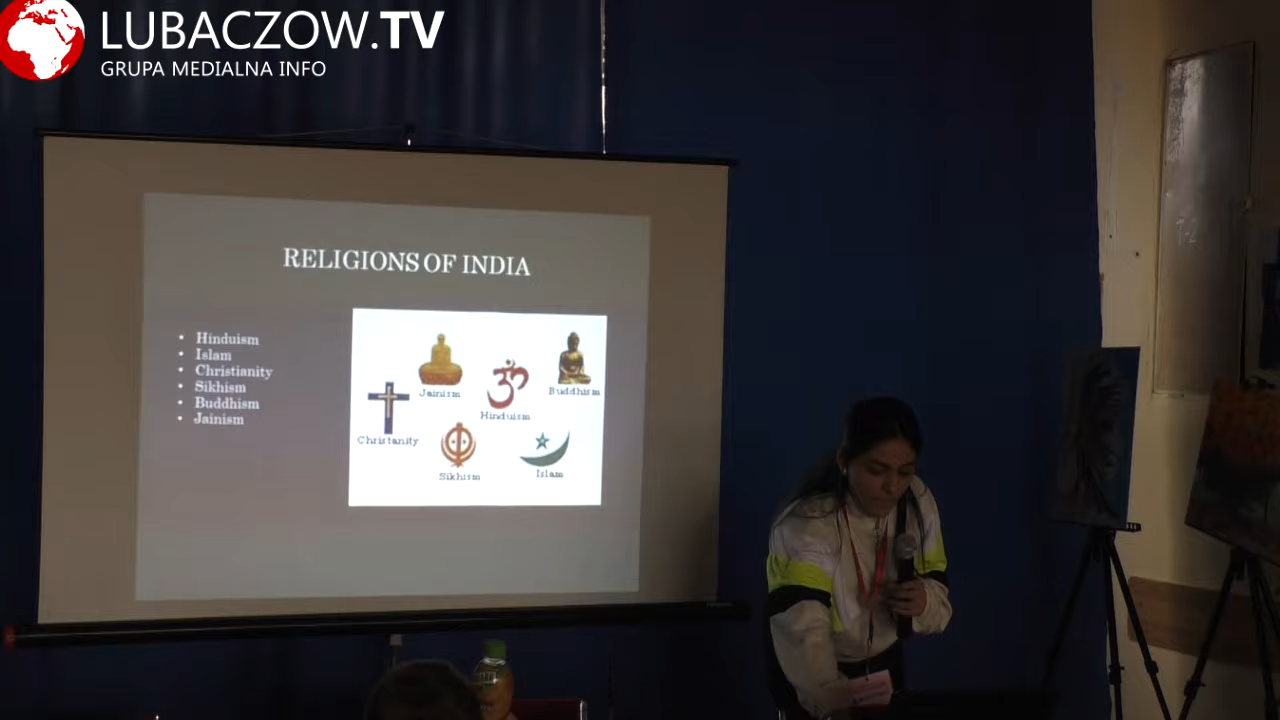 LUBACZOW.TV
GRUPA MEDIALNA INFO
RELIGIONS OF INDIA
• Hinduism
• Islam
• Christianity
• Sikhism
• Buddhism
• Jainism
Jainism
Buddhism
Hinduism
Christanity
Sikhism
Islam